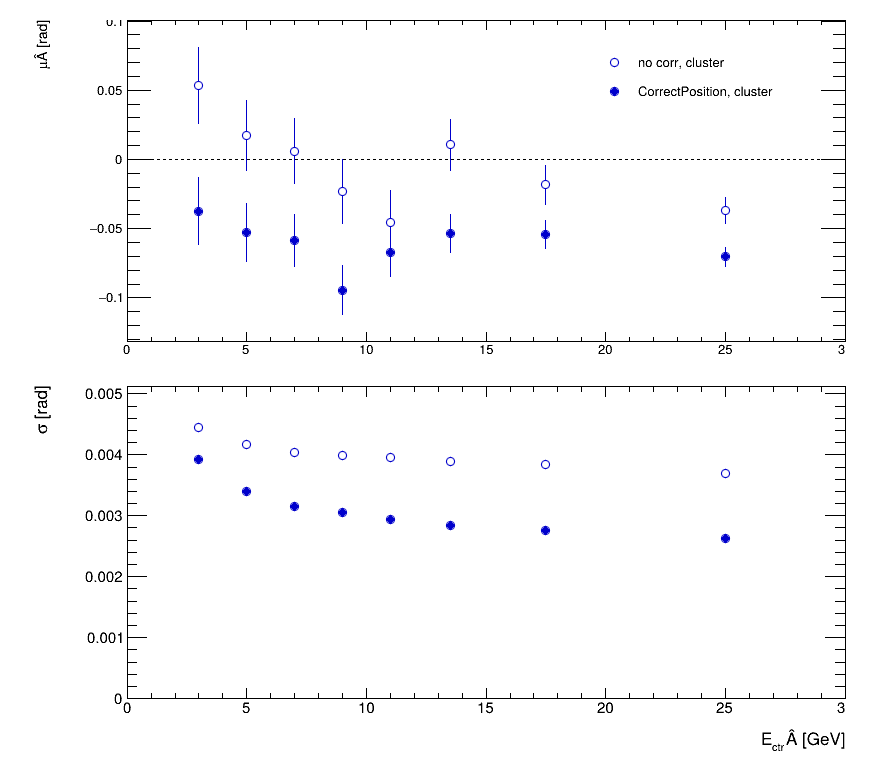 0.1
μÂ [rad]
no corr, cluster
0.05
CorrectPosition, cluster
0
−0.05
−0.1
0 5 10 15 20 25 3
0.005
σ [rad]
0.004
0.003
0.002
0.001
0
0 5 10 15 20 25 3
E_ctr Â [GeV]